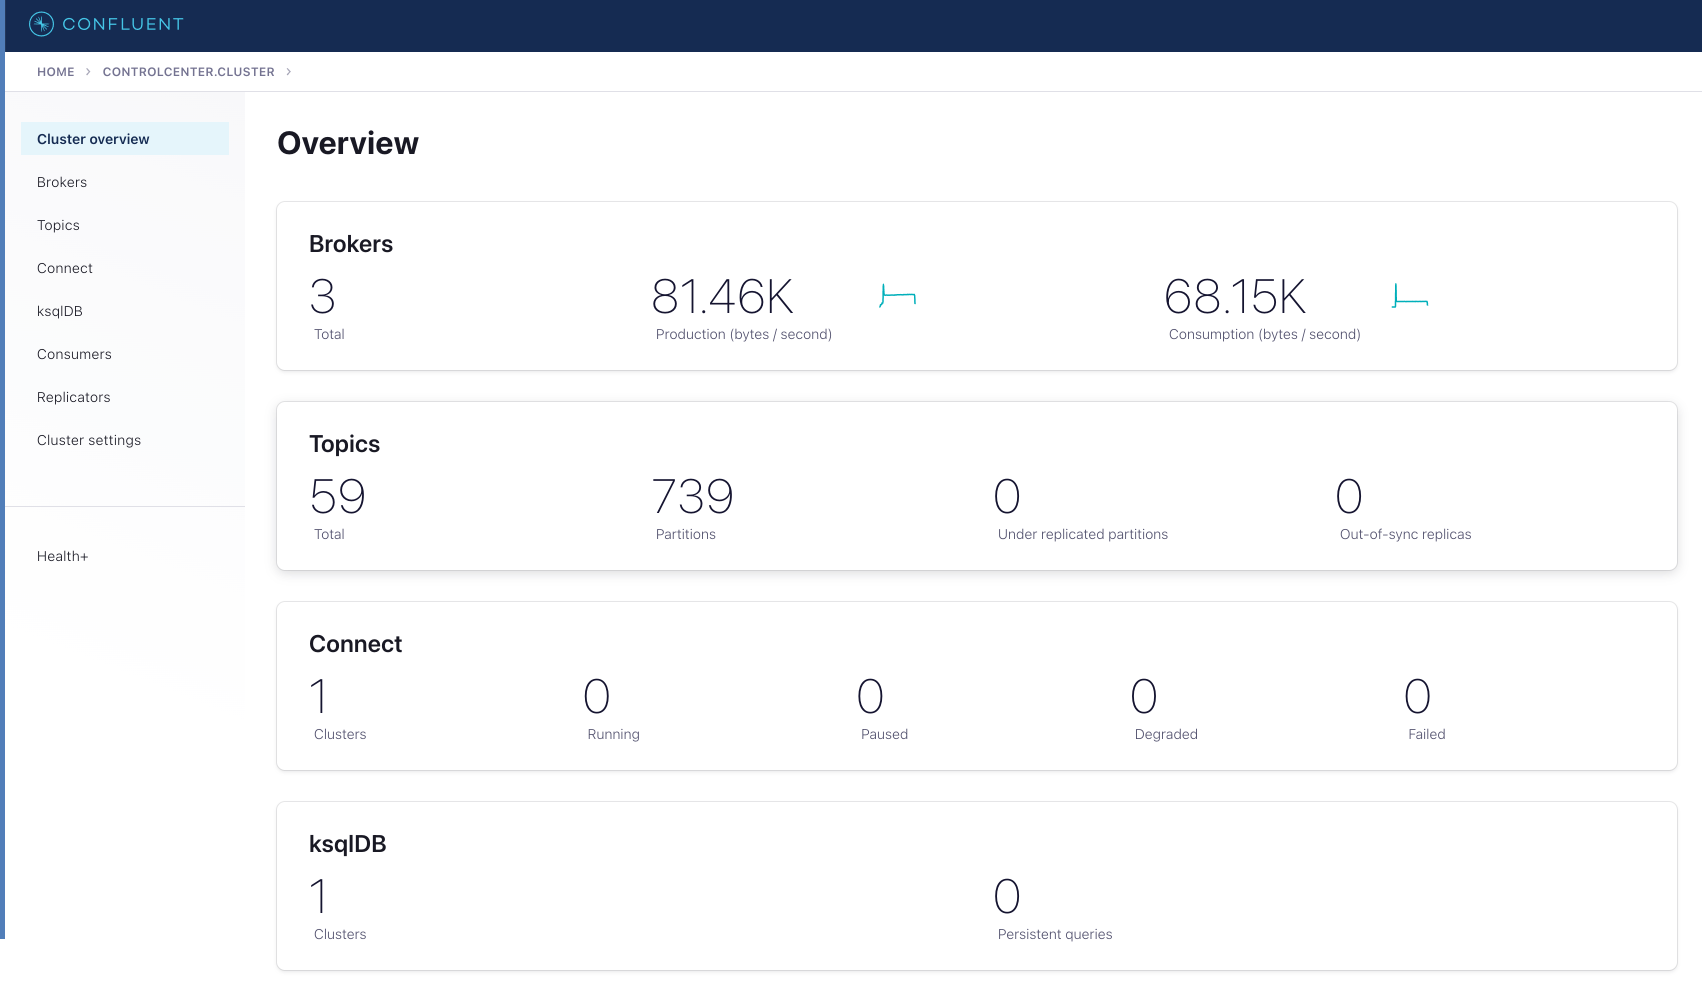 CONFLUENT
HOME > CONTROLCENTER.CLUSTER >
Cluster overview
Brokers
Topics
Connect
ksqlDB
Consumers
Replicators
Cluster settings
Health+
Overview
Brokers
3 81.46K 68.15K
Total Production (bytes / second) Consumption (bytes / second)
Topics
59 739 0 0
Total Partitions Under replicated partitions Out-of-sync replicas
Connect
1 0 0 0 0
Clusters Running Paused Degraded Failed
ksqlDB
1 0
Clusters Persistent queries